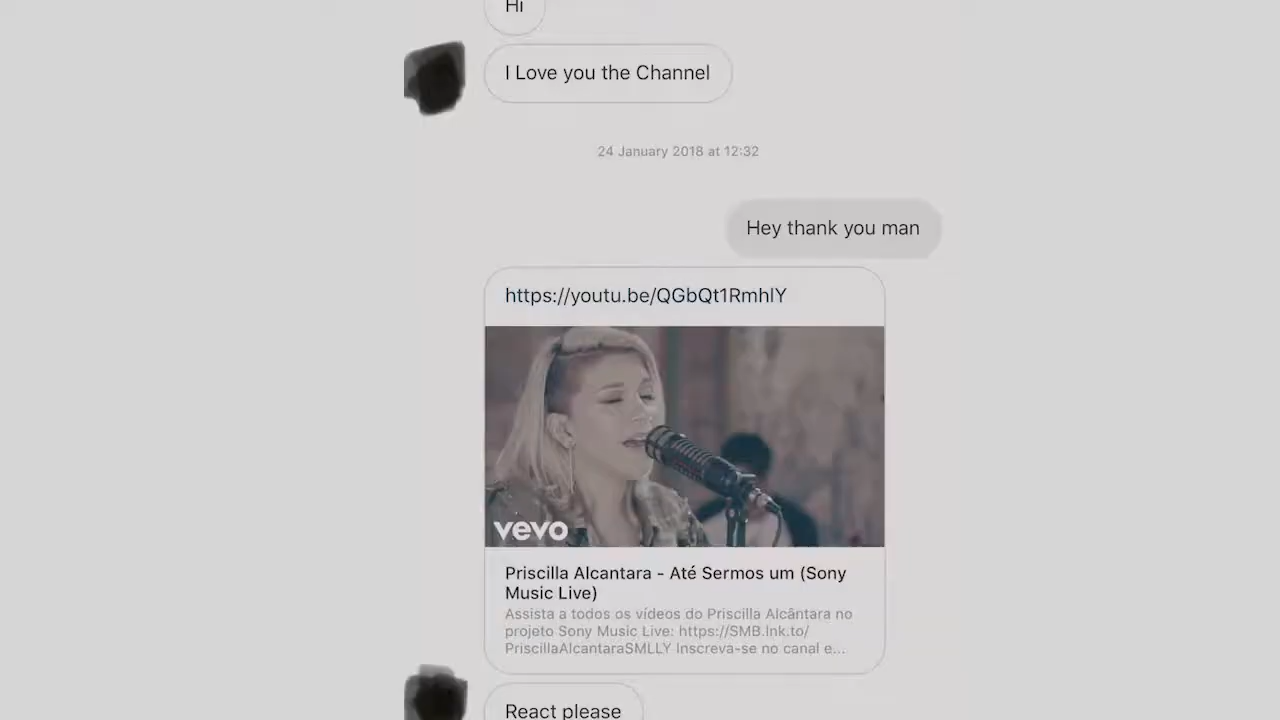 Hi
I Love you the Channel
24 January 2018 at 12:32
Hey thank you man
https://youtu.be/QGbQt1RmhlY
vevo
Priscilla Alcantara - Até Sermos um (Sony
Music Live)
Assista a todos os vídeos do Priscilla Alcântara no
projeto Sony Music Live: https://SMB.lnk.to/
PriscillaAlcantaraSMLLY Inscreva-se no canal e...
React please